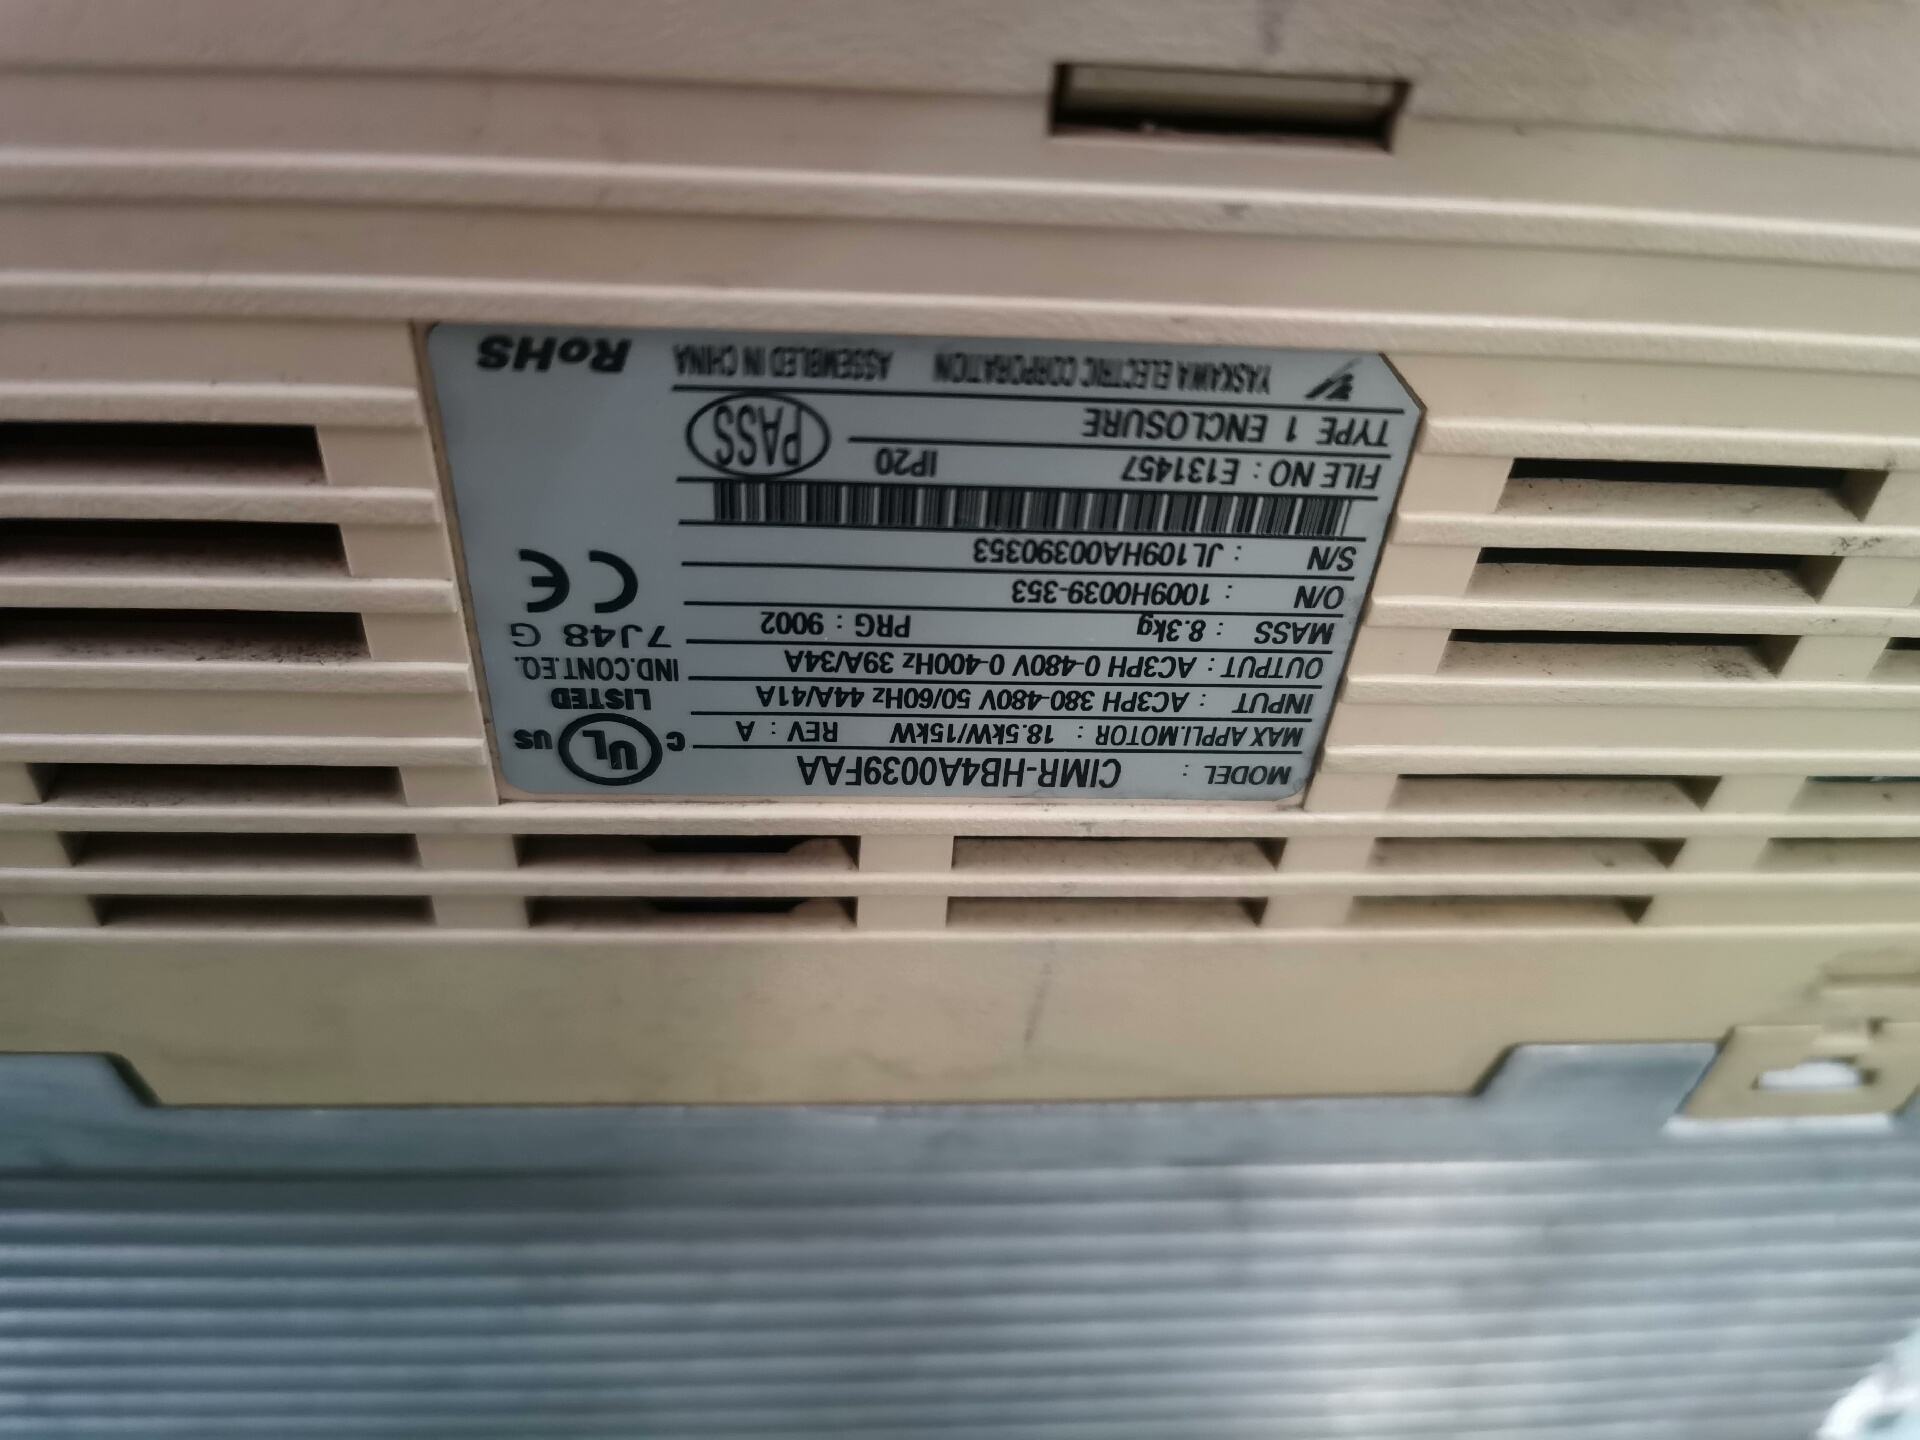 MODEL : CIMR-HB4A0039FAA
MAX APPLI.MOTOR : 18.5kW/15kW REV : A
INPUT : AC3PH 380-480V 50/60Hz 44A/41A
OUTPUT : AC3PH 0-480V 0-400Hz 39A/34A
MASS : 8.3kg PRG : 9002
O/N : 1009H0039-353
S/N : JL109HA00390353
FILE NO : E131457 IP20
TYPE 1 ENCLOSURE
PASS
YASKAWA ELECTRIC CORPORATION ASSEMBLED IN CHINA
C UL US
LISTED
IND.CONT.EQ.
7J48 G
CE
RoHS